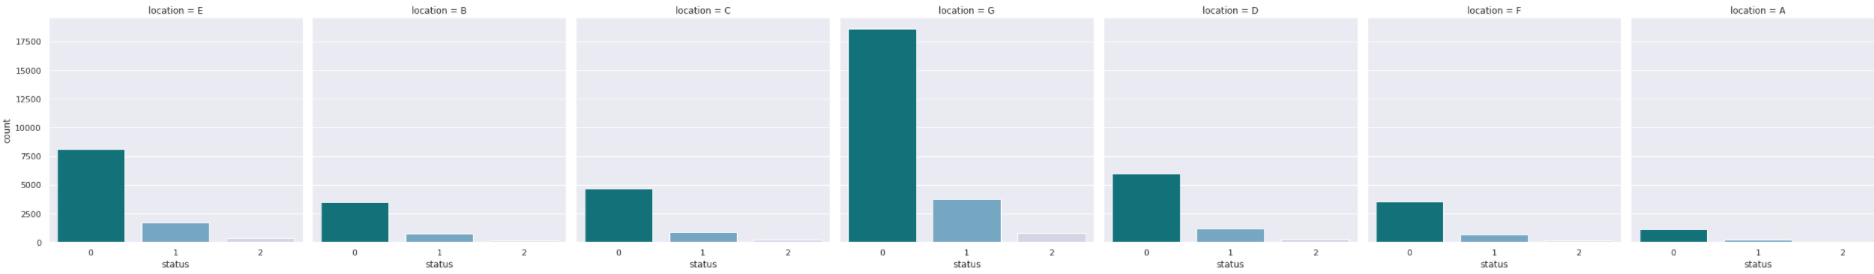 location = E
location = B
location = C
location = G
location = D
location = F
location = A
count
17500
15000
12500
10000
7500
5000
2500
0
0 1 2
0 1 2
0 1 2
0 1 2
0 1 2
0 1 2
0 1 2
status
status
status
status
status
status
status